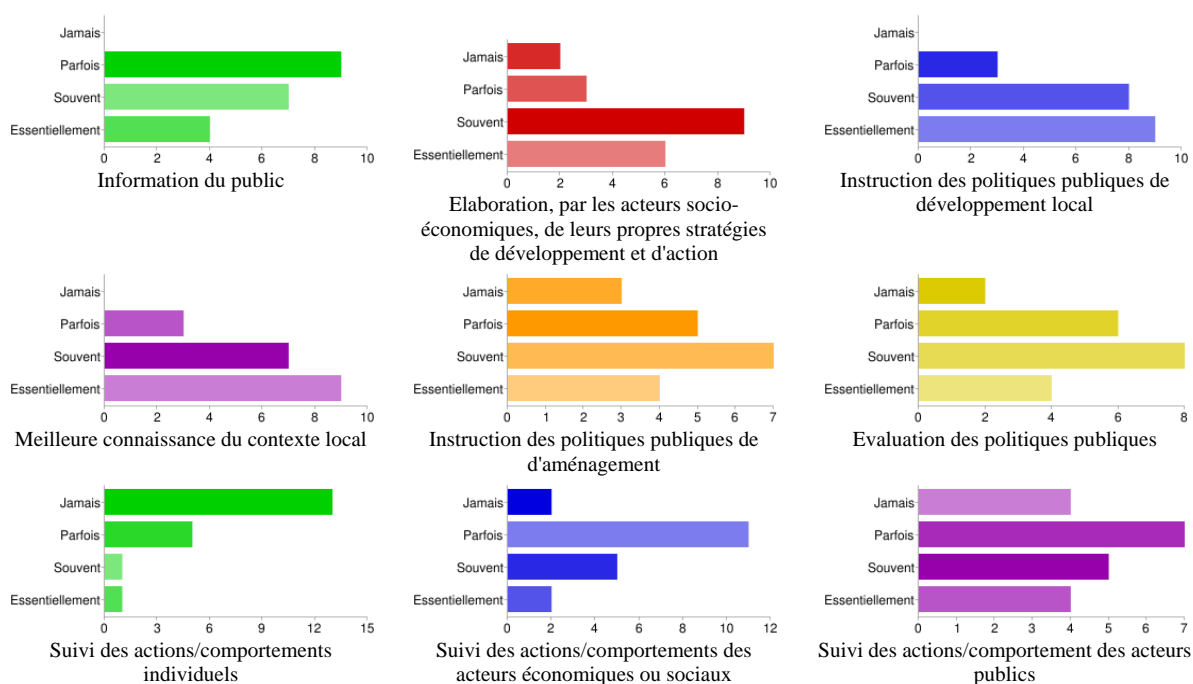 Jamais
Parfois
Souvent
Essentiellement
0 2 4 6 8 10
Information du public
Jamais
Parfois
Souvent
Essentiellement
0 2 4 6 8 10
Elaboration, par les acteurs socio-
économiques, de leurs propres stratégies
de développement et d'action
Jamais
Parfois
Souvent
Essentiellement
0 2 4 6 8 10
Instruction des politiques publiques de
développement local
Jamais
Parfois
Souvent
Essentiellement
0 2 4 6 8 10
Meilleure connaissance du contexte local
Jamais
Parfois
Souvent
Essentiellement
0 1 2 3 4 5 6 7
Instruction des politiques publiques de
d'aménagement
Jamais
Parfois
Souvent
Essentiellement
0 2 4 6 8
Evaluation des politiques publiques
Jamais
Parfois
Souvent
Essentiellement
0 3 6 9 12 15
Suivi des actions/comportements
individuels
Jamais
Parfois
Souvent
Essentiellement
0 2 4 6 8 10 12
Suivi des actions/comportements des
acteurs économiques ou sociaux
Jamais
Parfois
Souvent
Essentiellement
0 1 2 3 4 5 6 7
Suivi des actions/comportement des acteurs
publics